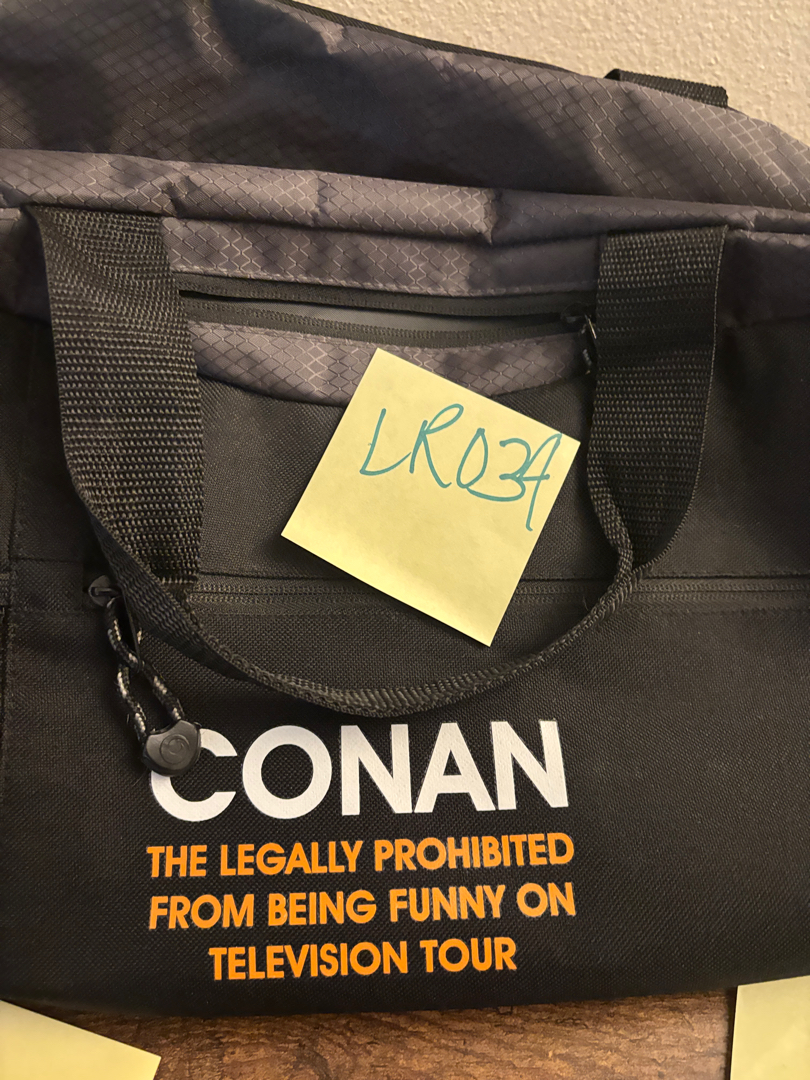 LR034
CONAN
THE LEGALLY PROHIBITED
FROM BEING FUNNY ON
TELEVISION TOUR